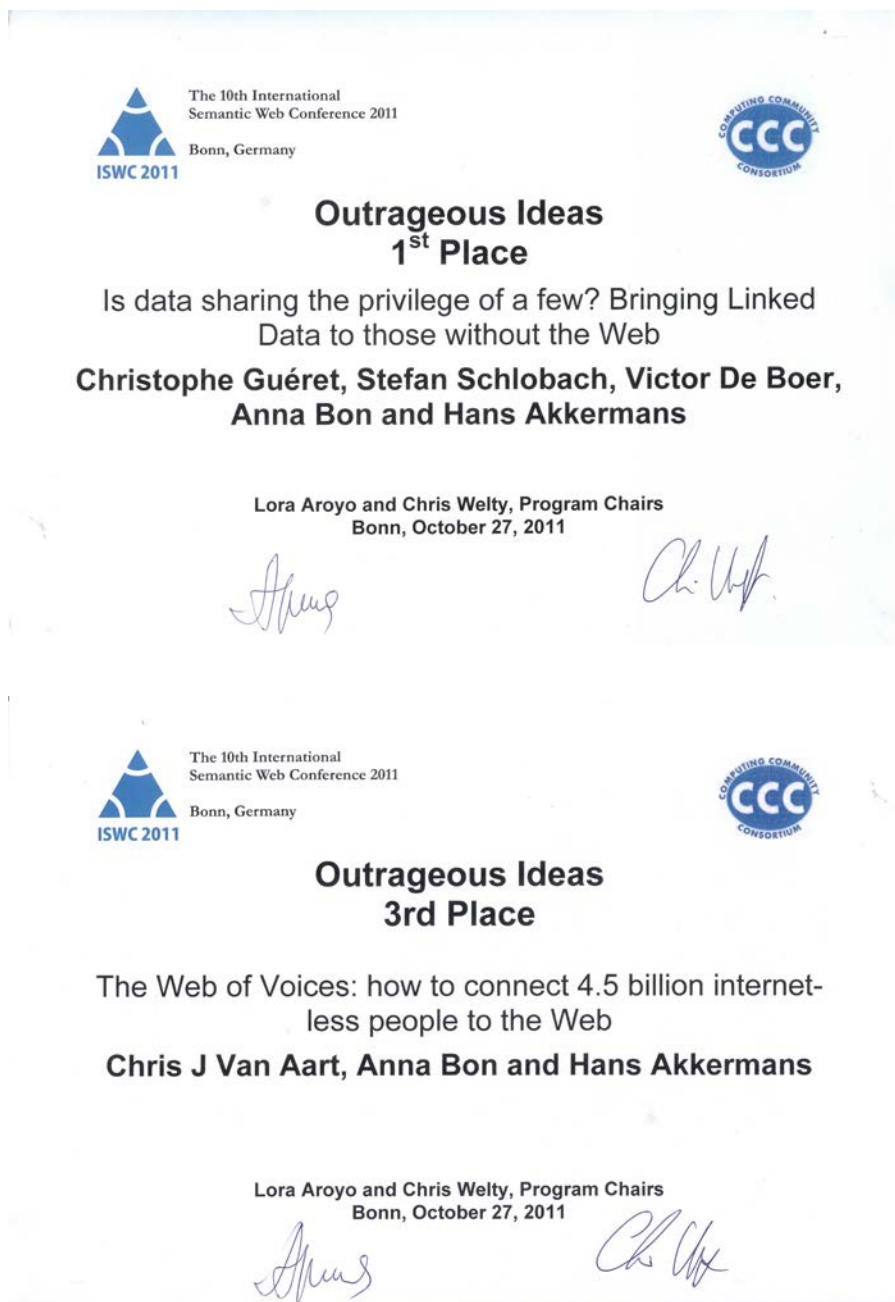 The 10th International
Semantic Web Conference 2011
Bonn, Germany
ISWC 2011
COMPUTING COMMUNITY
CCC
CONSORTIUM
Outrageous Ideas
1st Place
Is data sharing the privilege of a few? Bringing Linked
Data to those without the Web
Christophe Guéret, Stefan Schlobach, Victor De Boer,
Anna Bon and Hans Akkermans
Lora Aroyo and Chris Welty, Program Chairs
Bonn, October 27, 2011
The 10th International
Semantic Web Conference 2011
Bonn, Germany
ISWC 2011
COMPUTING COMMUNITY
CCC
CONSORTIUM
Outrageous Ideas
3rd Place
The Web of Voices: how to connect 4.5 billion internet-
less people to the Web
Chris J Van Aart, Anna Bon and Hans Akkermans
Lora Aroyo and Chris Welty, Program Chairs
Bonn, October 27, 2011